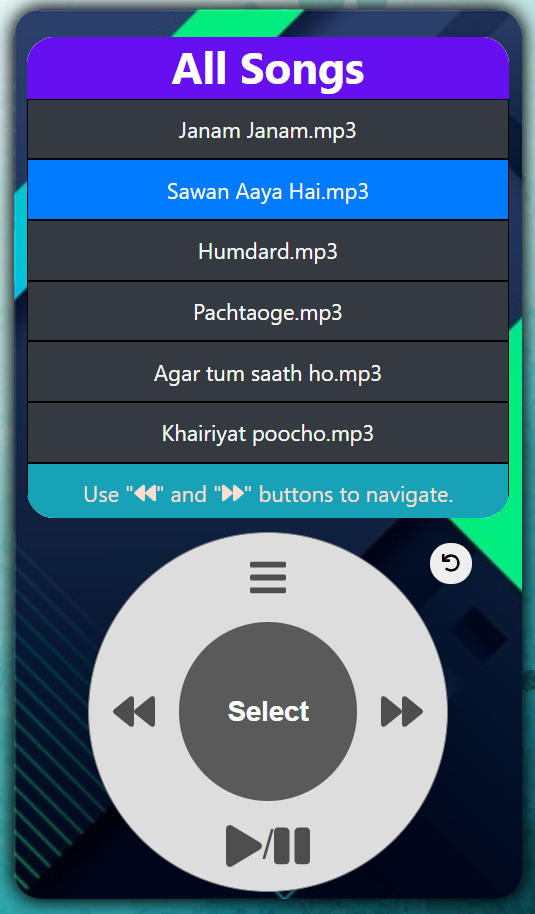 All Songs
Janam Janam.mp3
Sawan Aaya Hai.mp3
Humdard.mp3
Pachtaoge.mp3
Agar tum saath ho.mp3
Khairiyat poocho.mp3
Use "⏪" and "⏩" buttons to navigate.
Select
/